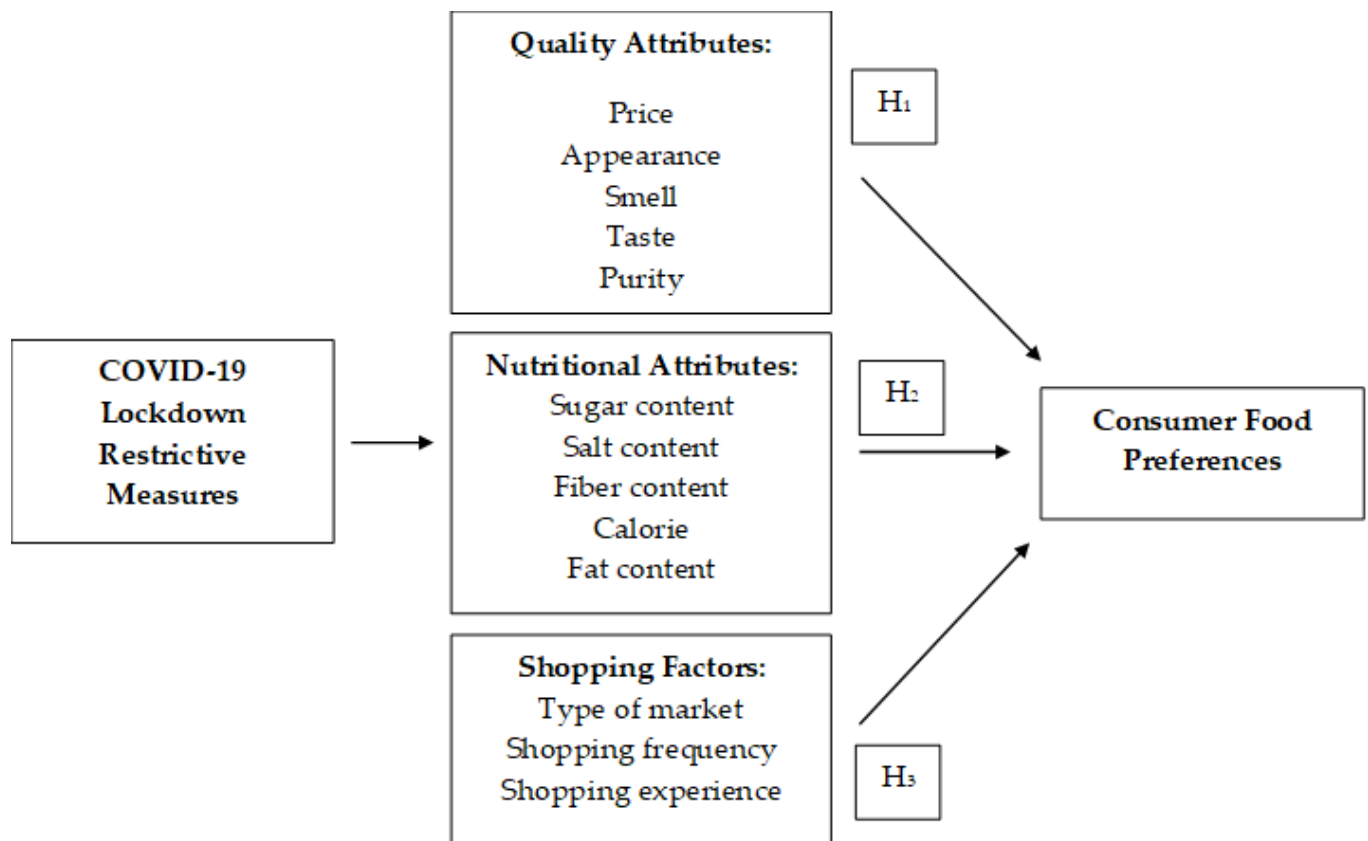 Quality Attributes:
Price
Appearance
Smell
Taste
Purity
H₁
COVID-19
Lockdown
Restrictive
Measures
Nutritional Attributes:
Sugar content
Salt content
Fiber content
Calorie
Fat content
H₂
Consumer Food
Preferences
Shopping Factors:
Type of market
Shopping frequency
Shopping experience
H₃